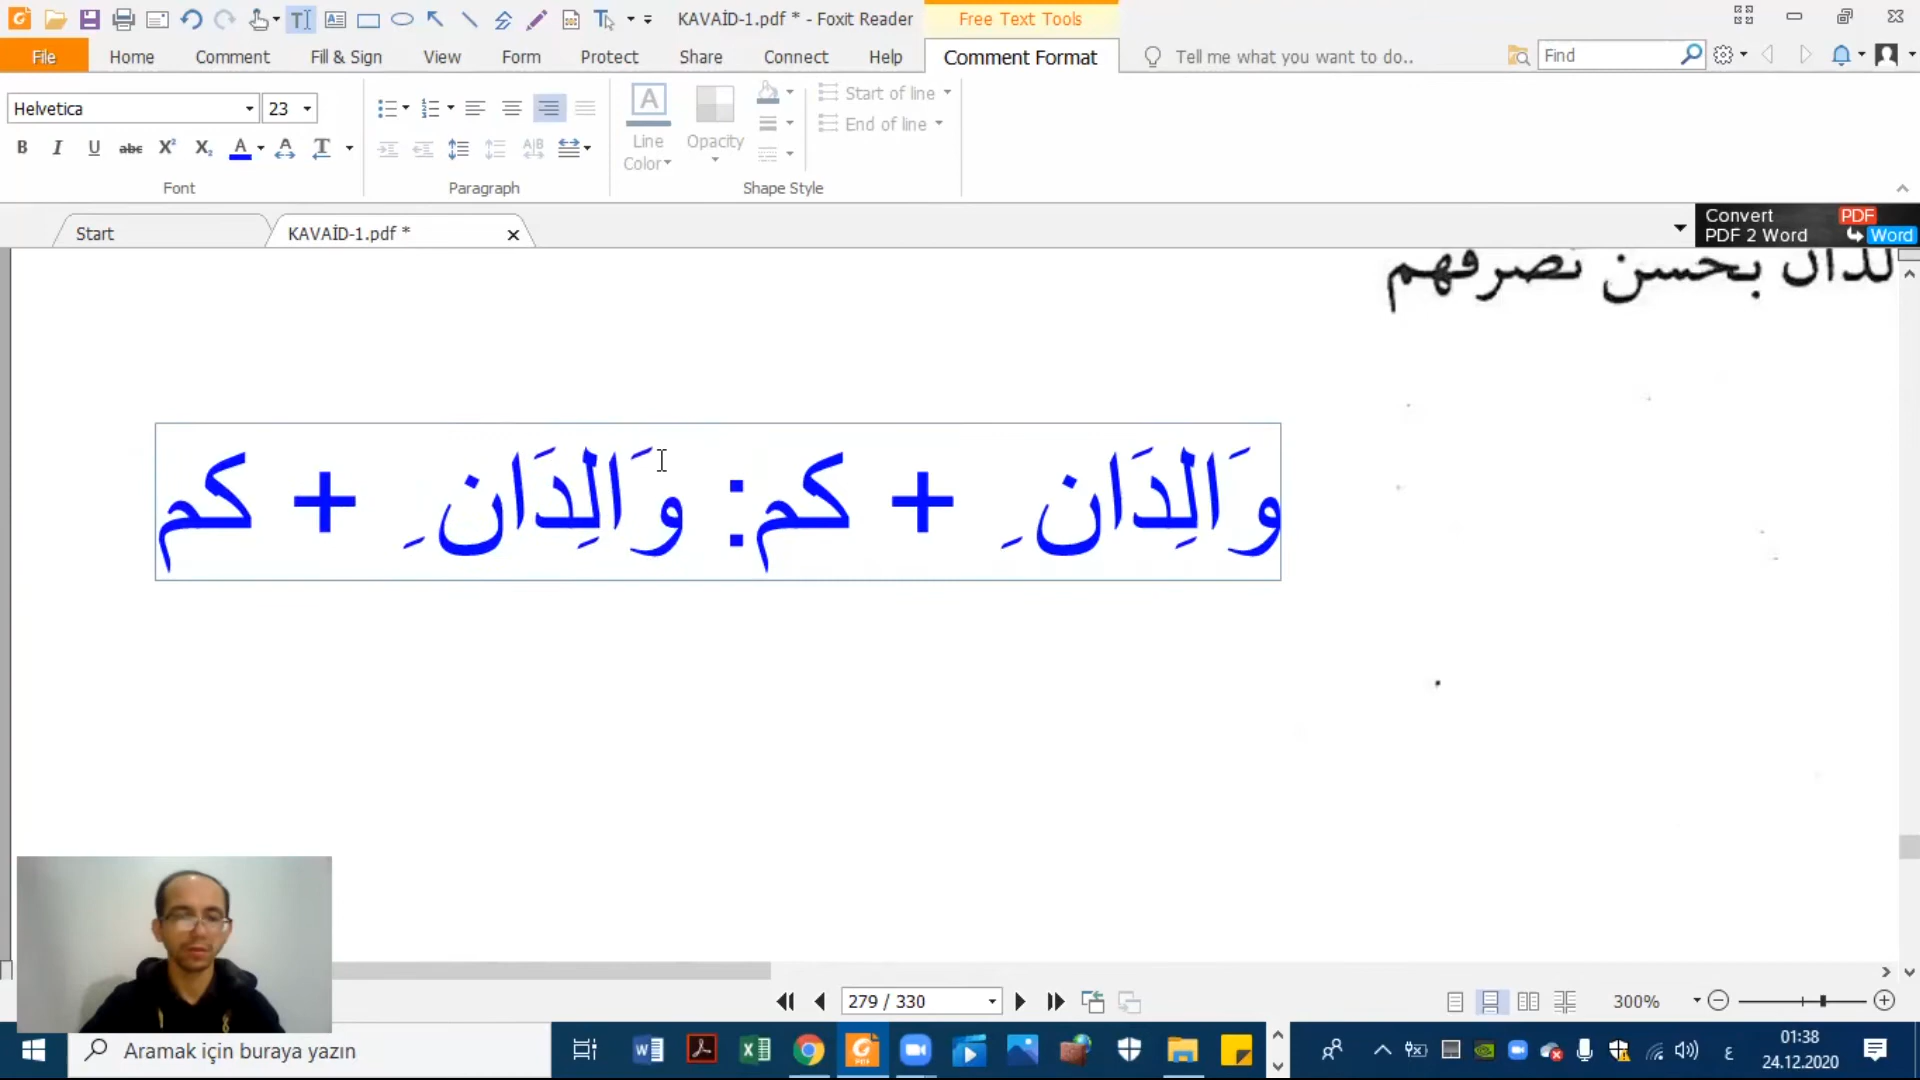 KAVAİD-1.pdf * - Foxit Reader
Free Text Tools
File
Home
Comment
Fill & Sign
View
Form
Protect
Share
Connect
Help
Comment Format
Tell me what you want to do..
Find
Helvetica
23
Start of line
End of line
Line Color
Opacity
Font
Paragraph
Shape Style
Start
KAVAİD-1.pdf *
Convert PDF
PDF 2 Word Word
بحسن تصرفهم
وَالِدَانِ + كم: وَالِدَانِ + كم
279 / 330
300%
Aramak için buraya yazın
ع
01:38
24.12.2020